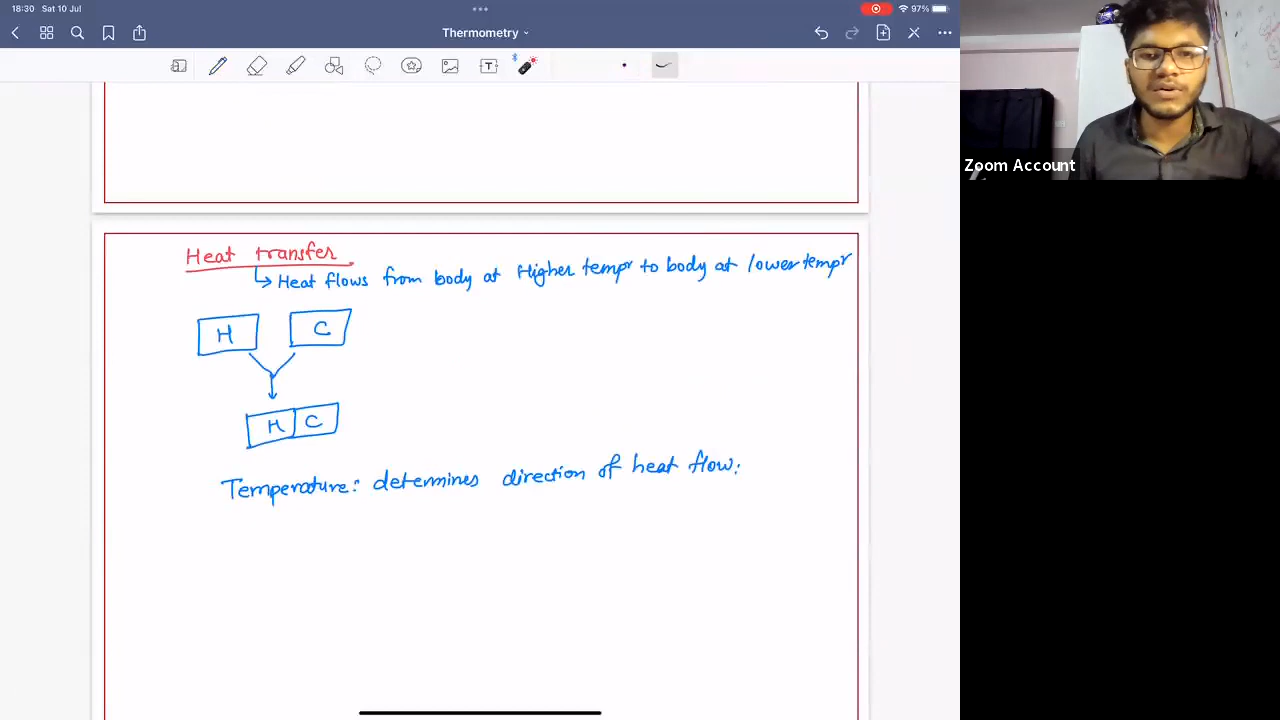 18:30 Sat 10 Jul
97%
Thermometry
T
Zoom Account
Heat transfer
Heat flows from body at Higher tempr to body at lower tempr
H C
H C
Temperature: determines direction of heat flow: